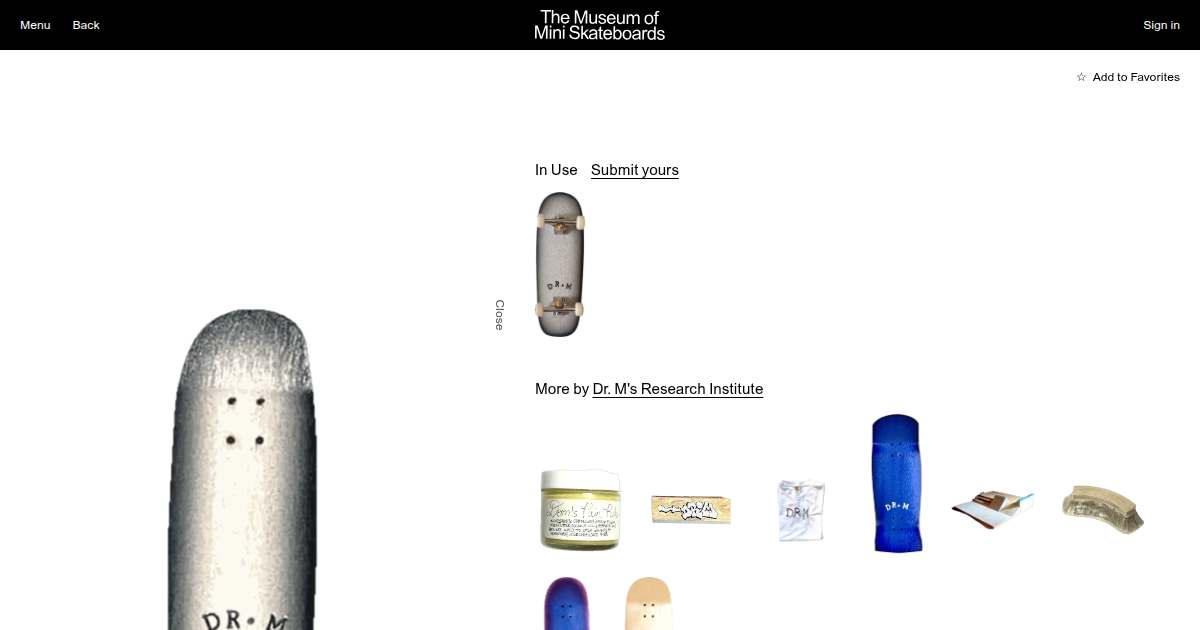 Menu
Back
The Museum of
Mini Skateboards
Sign in
☆ Add to Favorites
In Use
Submit yours
DR•M
Close
More by Dr. M's Research Institute
DR•M
DR•M
DR•M